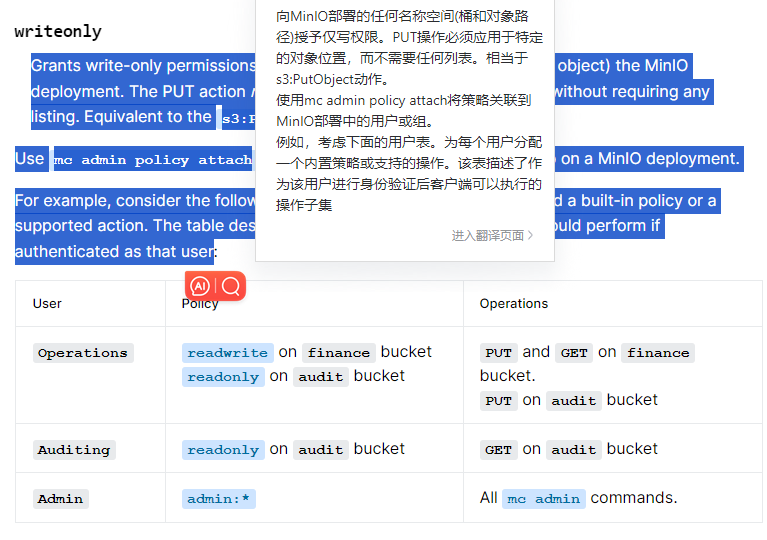 writeonly
Grants write-only permissions
object) the MinIO
deployment. The PUT action
without requiring any
listing. Equivalent to the
Use mc admin policy attach
on a MinIO deployment.
For example, consider the
d a built-in policy or a
supported action. The table
perform if
authenticated as that user:
向MinIO部署的任何名称空间(桶和对象路
径)授予仅写权限。PUT操作必须应用于特定
的对象位置，而不需要任何列表。相当于
s3:PutObject动作。
使用mc admin policy attach将策略关联到
MinIO部署中的用户或组。
例如，考虑下面的用户表。为每个用户分配
一个内置策略或支持的操作。该表描述了作
为该用户进行身份验证后客户端可以执行的
操作子集
进入翻译页面 >
AI
User
Policy
Operations
Operations
readwrite on finance bucket
readonly on audit bucket
PUT and GET on finance
bucket.
PUT on audit bucket
Auditing
readonly on audit bucket
GET on audit bucket
Admin
admin:*
All mc admin commands.